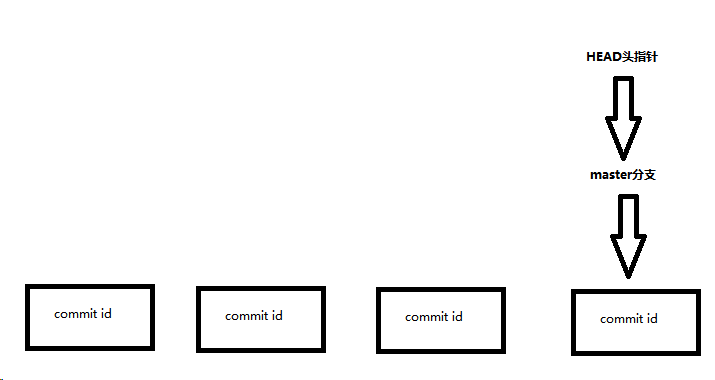 HEAD头指针
master分支
commit id
commit id
commit id
commit id